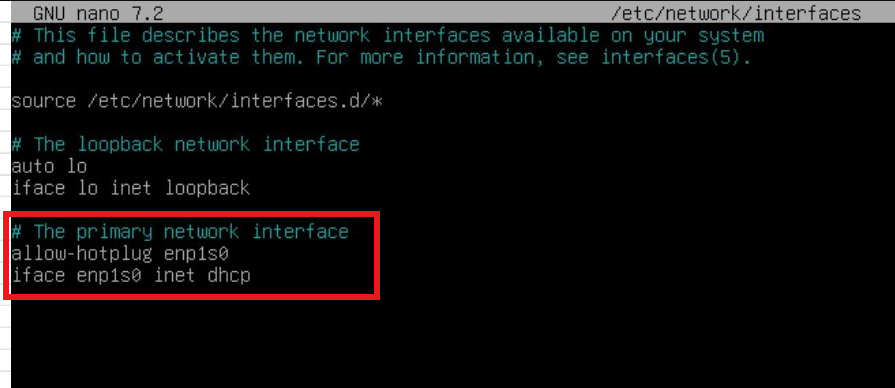 GNU nano 7.2 /etc/network/interfaces
# This file describes the network interfaces available on your system
# and how to activate them. For more information, see interfaces(5).
source /etc/network/interfaces.d/*
# The loopback network interface
auto lo
iface lo inet loopback
# The primary network interface
allow-hotplug enp1s0
iface enp1s0 inet dhcp